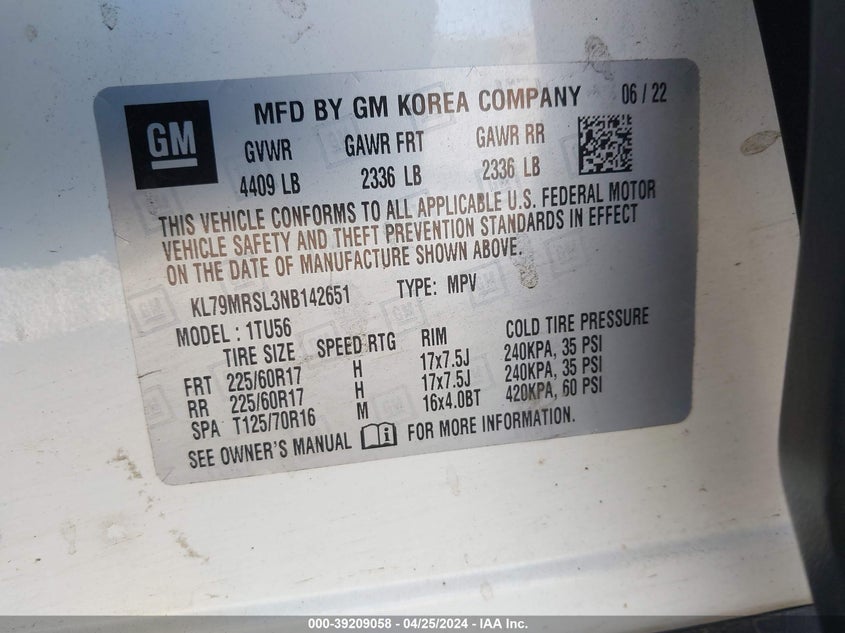 MFD BY GM KOREA COMPANY 06 / 22
GM
GVWR GAWR FRT GAWR RR
4409 LB 2336 LB 2336 LB
THIS VEHICLE CONFORMS TO ALL APPLICABLE U.S. FEDERAL MOTOR
VEHICLE SAFETY AND THEFT PREVENTION STANDARDS IN EFFECT
ON THE DATE OF MANUFACTURE SHOWN ABOVE.
KL79MRSL3NB142651 TYPE: MPV
MODEL : 1TU56
TIRE SIZE SPEED RTG RIM COLD TIRE PRESSURE
FRT 225/60R17 H 17x7.5J 240KPA, 35 PSI
RR 225/60R17 H 17x7.5J 240KPA, 35 PSI
SPA T125/70R16 M 16x4.0BT 420KPA, 60 PSI
SEE OWNER'S MANUAL FOR MORE INFORMATION.
000-39209058 - 04/25/2024 - IAA Inc.